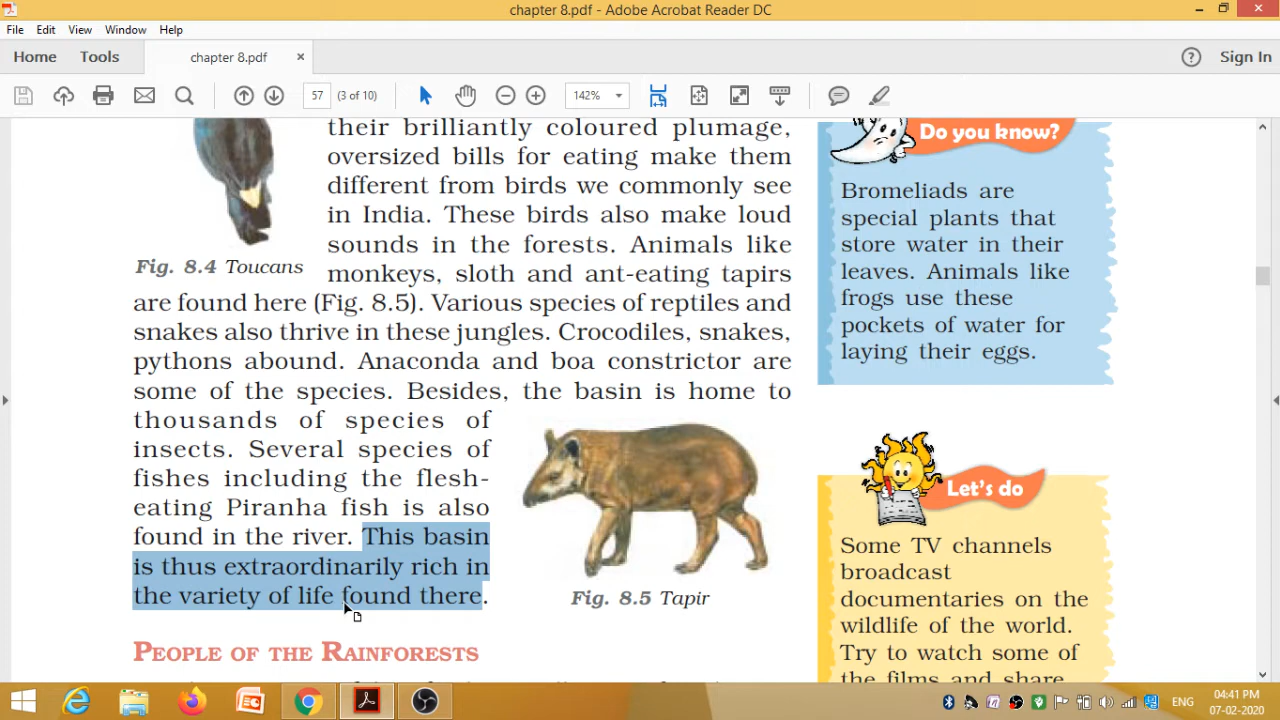 chapter 8.pdf - Adobe Acrobat Reader DC
File Edit View Window Help
Home Tools chapter 8.pdf × ? Sign In
57 (3 of 10) 142%
their brilliantly coloured plumage,
oversized bills for eating make them
different from birds we commonly see
in India. These birds also make loud
sounds in the forests. Animals like
Fig. 8.4 Toucans
monkeys, sloth and ant-eating tapirs
are found here (Fig. 8.5). Various species of reptiles and
snakes also thrive in these jungles. Crocodiles, snakes,
pythons abound. Anaconda and boa constrictor are
some of the species. Besides, the basin is home to
thousands of species of
insects. Several species of
fishes including the flesh-
eating Piranha fish is also
found in the river. This basin
is thus extraordinarily rich in
the variety of life found there.
Fig. 8.5 Tapir
PEOPLE OF THE RAINFORESTS
Do you know?
Bromeliads are
special plants that
store water in their
leaves. Animals like
frogs use these
pockets of water for
laying their eggs.
Let's do
Some TV channels
broadcast
documentaries on the
wildlife of the world.
Try to watch some of
the films and share
ENG
04:41 PM
07-02-2020